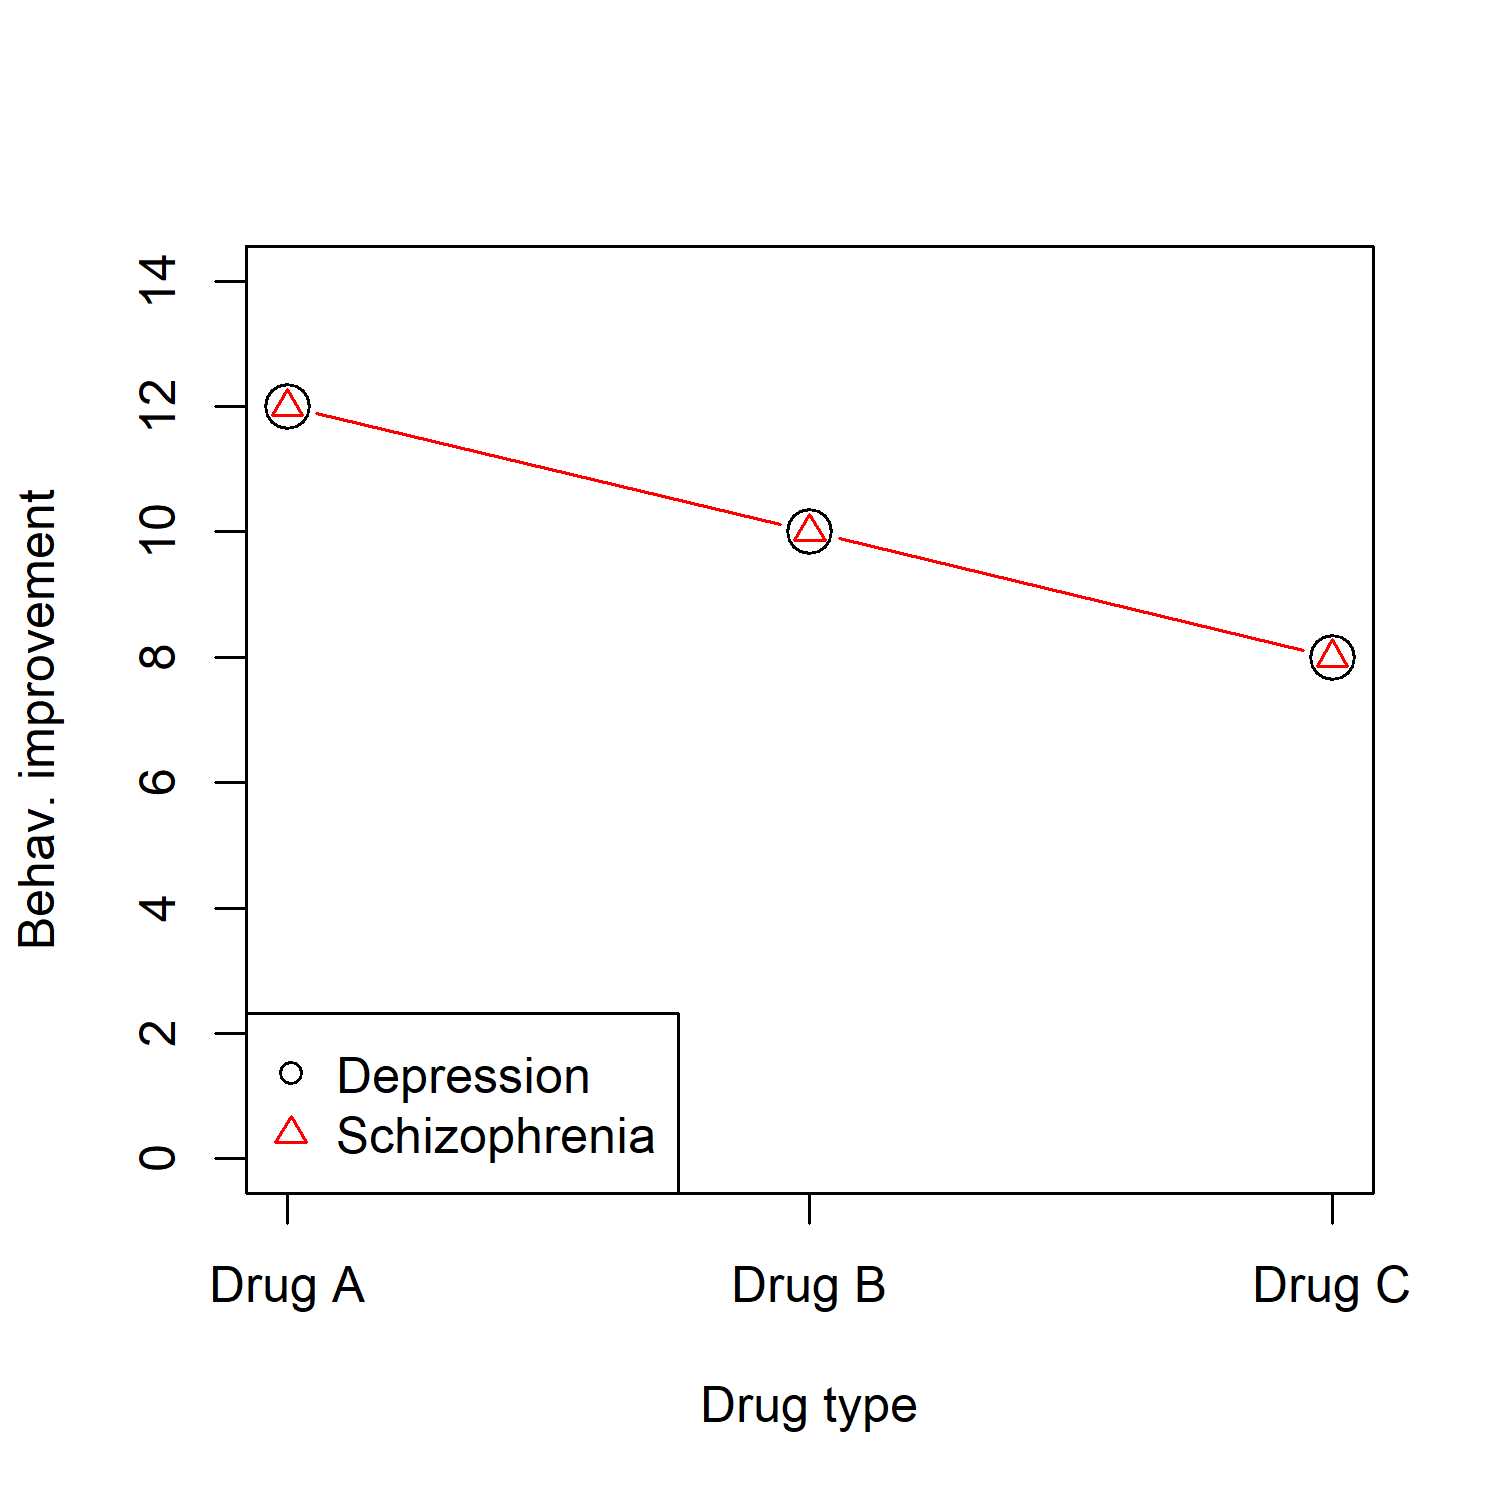 14
12
10
8
6
4
2
0
Behav. improvement
Depression
Schizophrenia
Drug A Drug B Drug C
Drug type